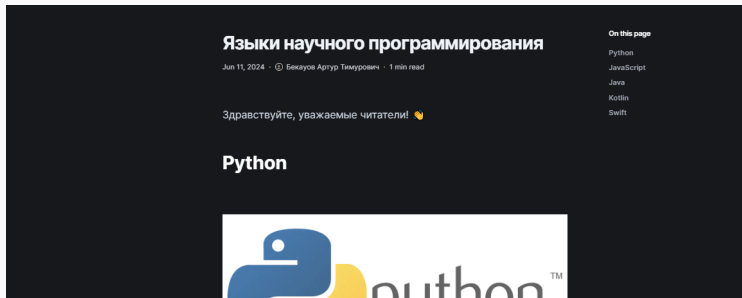 Языки научного программирования
Jun 11, 2024 · Бекауов Артур Тимурович · 1 min read
Здравствуйте, уважаемые читатели! 👋
Python
python™
On this page
Python
JavaScript
Java
Kotlin
Swift